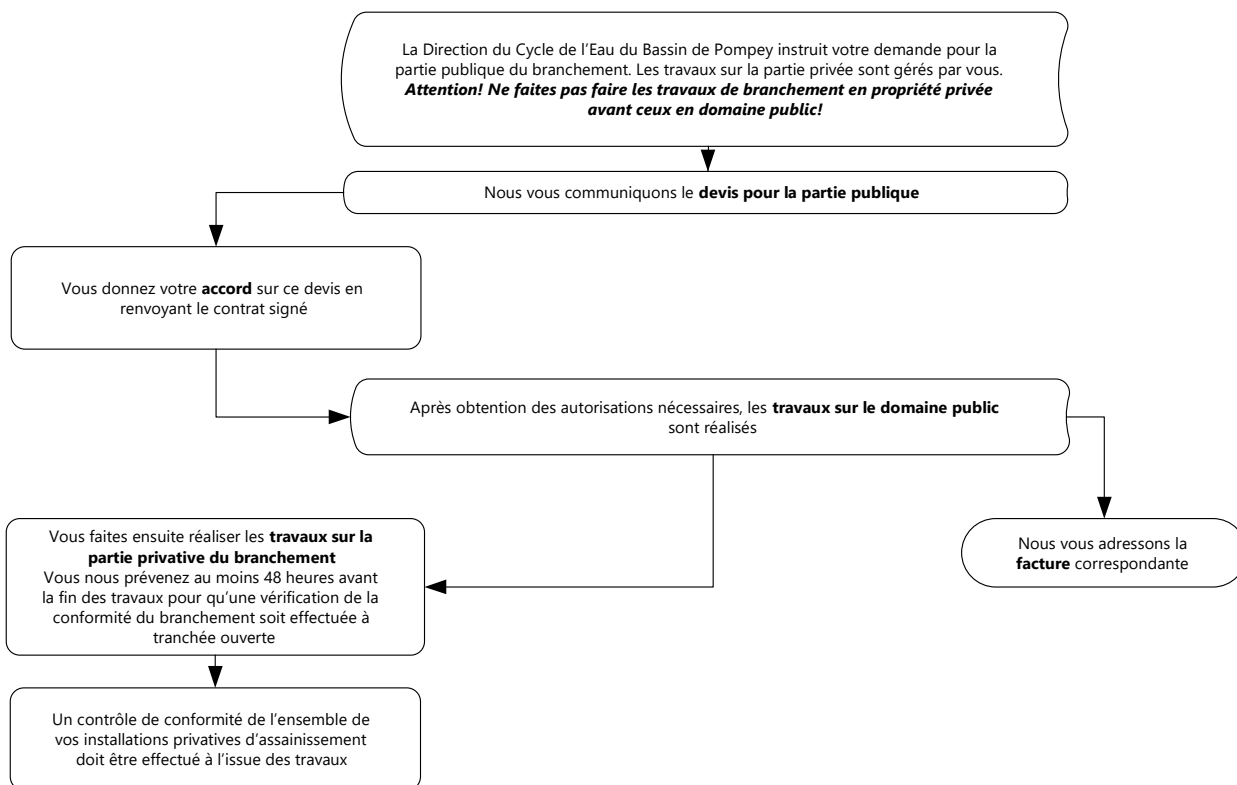 La Direction du Cycle de l'Eau du Bassin de Pompey instruit votre demande pour la
partie publique du branchement. Les travaux sur la partie privée sont gérés par vous.
Attention! Ne faites pas faire les travaux de branchement en propriété privée
avant ceux en domaine public!
Nous vous communiquons le devis pour la partie publique
Vous donnez votre accord sur ce devis en
renvoyant le contrat signé
Après obtention des autorisations nécessaires, les travaux sur le domaine public
sont réalisés
Vous faites ensuite réaliser les travaux sur la
partie privative du branchement
Vous nous prévenez au moins 48 heures avant
la fin des travaux pour qu'une vérification de la
conformité du branchement soit effectuée à
tranchée ouverte
Nous vous adressons la
facture correspondante
Un contrôle de conformité de l'ensemble de
vos installations privatives d'assainissement
doit être effectué à l'issue des travaux